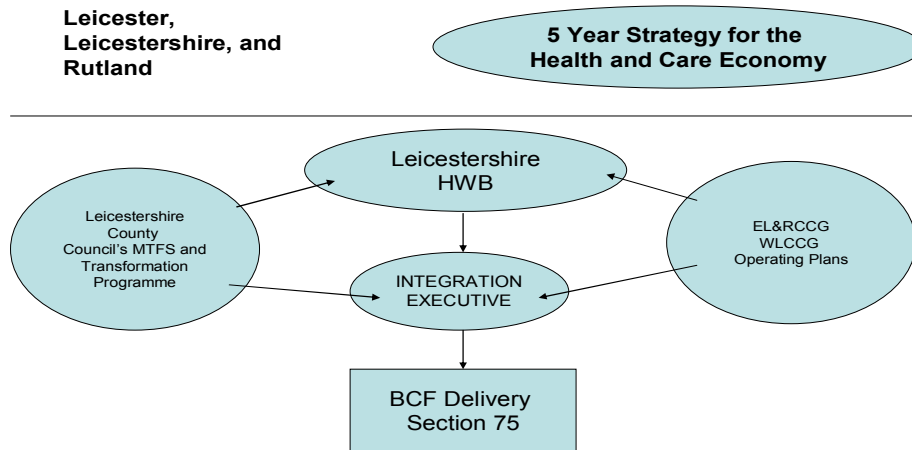 Leicester,
Leicestershire, and
Rutland
5 Year Strategy for the
Health and Care Economy
Leicestershire
HWB
Leicestershire
County
Council’s MTFS and
Transformation
Programme
EL&RCCG
WLCCG
Operating Plans
INTEGRATION
EXECUTIVE
BCF Delivery
Section 75